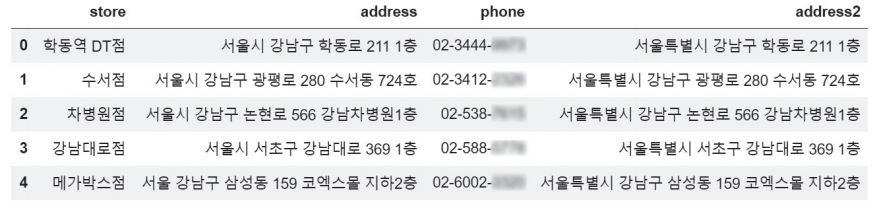 store address phone address2
0 학동역 DT점 서울시 강남구 학동로 211 1층 02-3444- 서울특별시 강남구 학동로 211 1층
1 수서점 서울시 강남구 광평로 280 수서동 724호 02-3412- 서울특별시 강남구 광평로 280 수서동 724호
2 차병원점 서울시 강남구 논현로 566 강남차병원1층 02-538- 서울특별시 강남구 논현로 566 강남차병원1층
3 강남대로점 서울시 서초구 강남대로 369 1층 02-588- 서울특별시 서초구 강남대로 369 1층
4 메가박스점 서울 강남구 삼성동 159 코엑스몰 지하2층 02-6002- 서울특별시 강남구 삼성동 159 코엑스몰 지하2층